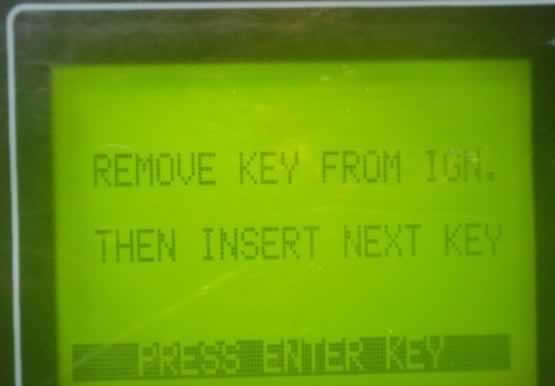 REMOVE KEY FROM IGN.
THEN INSERT NEXT KEY
PRESS ENTER KEY